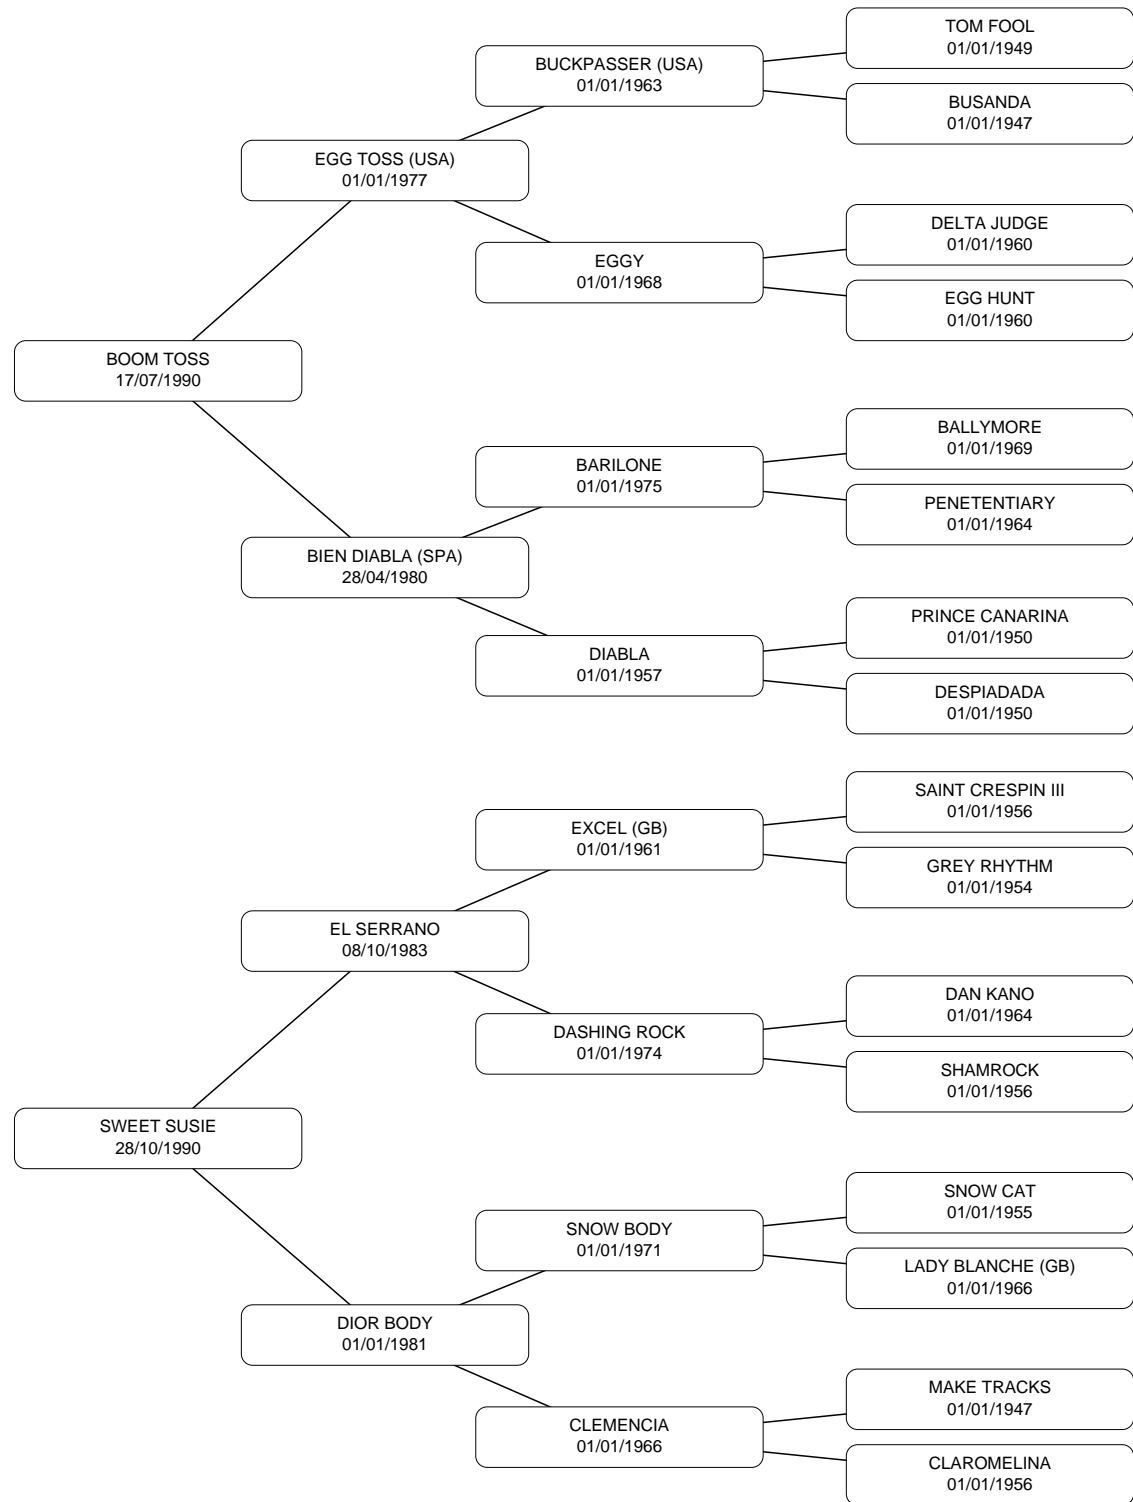 TOM FOOL
01/01/1949
BUCKPASSER (USA)
01/01/1963
BUSANDA
01/01/1947
EGG TOSS (USA)
01/01/1977
DELTA JUDGE
01/01/1960
EGGY
01/01/1968
EGG HUNT
01/01/1960
BOOM TOSS
17/07/1990
BALLYMORE
01/01/1969
BARILONE
01/01/1975
PENETENTIARY
01/01/1964
BIEN DIABLA (SPA)
28/04/1980
PRINCE CANARINA
01/01/1950
DIABLA
01/01/1957
DESPIADADA
01/01/1950
SAINT CRESPIN III
01/01/1956
EXCEL (GB)
01/01/1961
GREY RHYTHM
01/01/1954
EL SERRANO
08/10/1983
DAN KANO
01/01/1964
DASHING ROCK
01/01/1974
SHAMROCK
01/01/1956
SWEET SUSIE
28/10/1990
SNOW CAT
01/01/1955
SNOW BODY
01/01/1971
LADY BLANCHE (GB)
01/01/1966
DIOR BODY
01/01/1981
MAKE TRACKS
01/01/1947
CLEMENCIA
01/01/1966
CLAROMELINA
01/01/1956